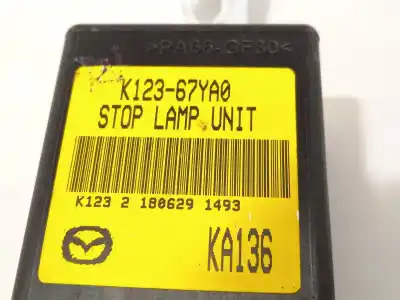 >PA66-GF30<
K123-67YA0
STOP LAMP UNIT
K123 2 180629 1493
KA136